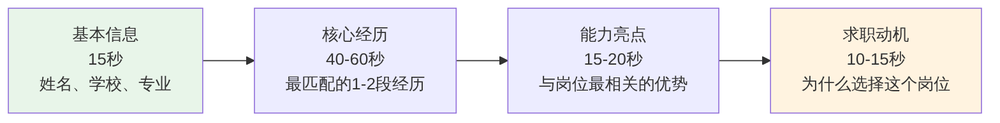 基本信息
15秒
姓名、学校、专业
核心经历
40-60秒
最匹配的1-2段经历
能力亮点
15-20秒
与岗位最相关的优势
求职动机
10-15秒
为什么选择这个岗位